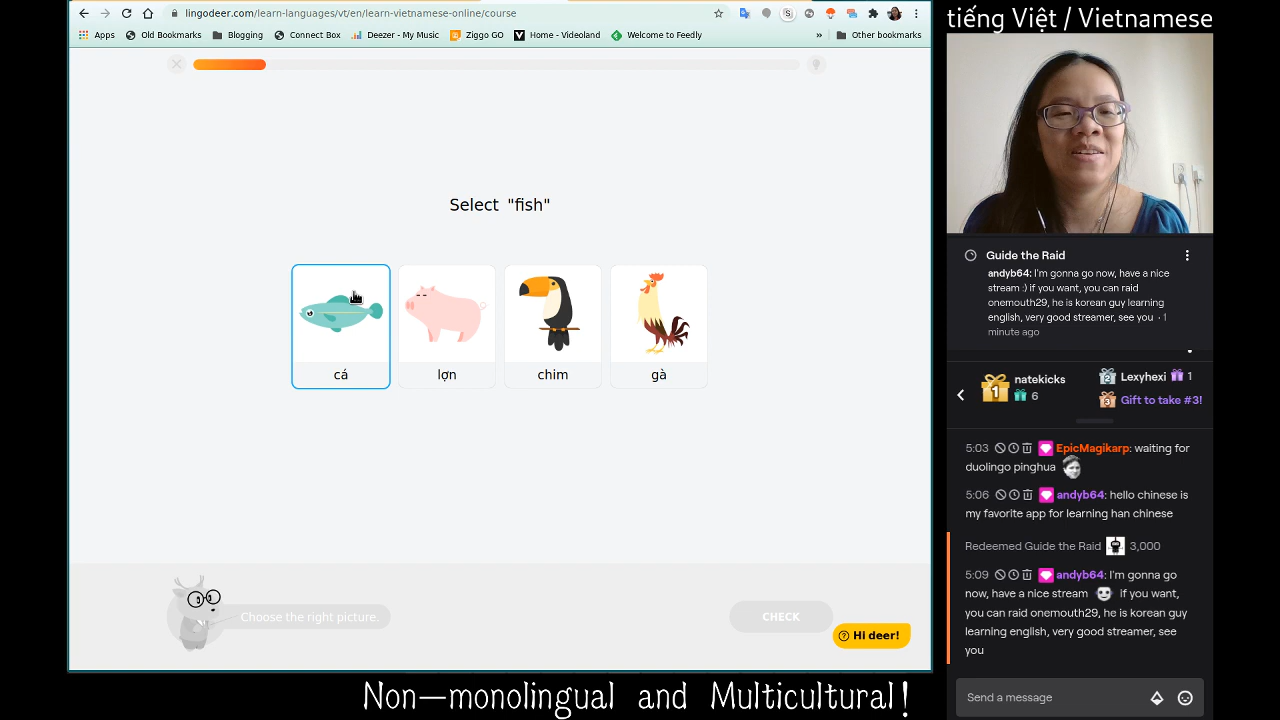 lingodeer.com/learn-languages/vt/en/learn-vietnamese-online/course
Apps Old Bookmarks Blogging Connect Box Deezer - My Music Ziggo GO Home - Videoland Welcome to Feedly » Other bookmarks
Select "fish"
cá
lợn
chim
gà
Choose the right picture.
CHECK
Hi deer!
Non—monolingual and Multicultural!
tiếng Việt / Vietnamese
Guide the Raid
andyb64: I'm gonna go now, have a nice
stream :) if you want, you can raid
onemouth29, he is korean guy learning
english, very good streamer, see you · 1
minute ago
1 natekicks
6
2 Lexyhexi 1
3 Gift to take #3!
5:03 EpicMagikarp: waiting for
duolingo pinghua
5:06 andyb64: hello chinese is
my favorite app for learning han chinese
Redeemed Guide the Raid 3,000
5:09 andyb64: I'm gonna go
now, have a nice stream if you want,
you can raid onemouth29, he is korean guy
learning english, very good streamer, see
you
Send a message